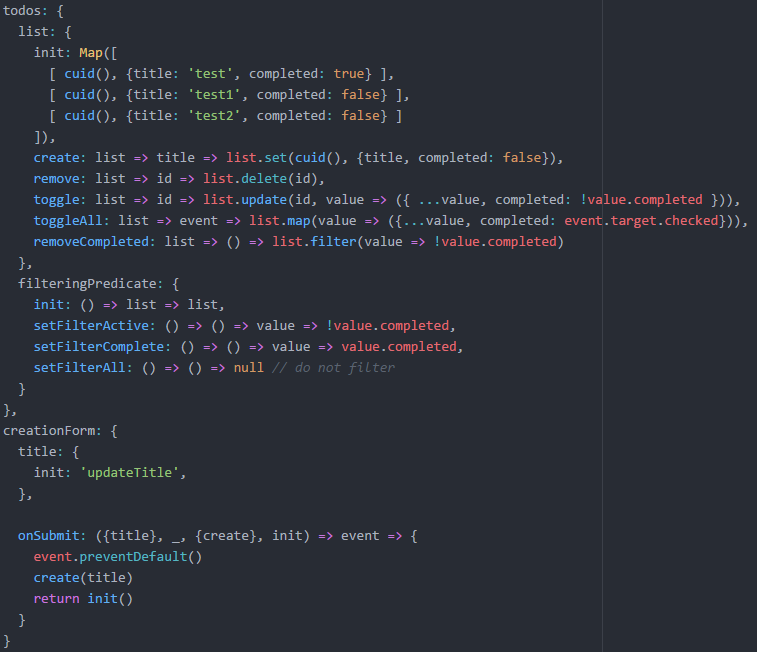 todos: {
  list: {
    init: Map([
      [ cuid(), {title: 'test', completed: true} ],
      [ cuid(), {title: 'test1', completed: false} ],
      [ cuid(), {title: 'test2', completed: false} ]
    ]),
    create: list => title => list.set(cuid(), {title, completed: false}),
    remove: list => id => list.delete(id),
    toggle: list => id => list.update(id, value => ({ ...value, completed: !value.completed })),
    toggleAll: list => event => list.map(value => ({...value, completed: event.target.checked})),
    removeCompleted: list => () => list.filter(value => !value.completed)
  },
  filteringPredicate: {
    init: () => list => list,
    setFilterActive: () => () => value => !value.completed,
    setFilterComplete: () => () => value => value.completed,
    setFilterAll: () => () => null // do not filter
  }
},
creationForm: {
  title: {
    init: 'updateTitle',
  },

  onSubmit: ({title}, _, {create}, init) => event => {
    event.preventDefault()
    create(title)
    return init()
  }
}